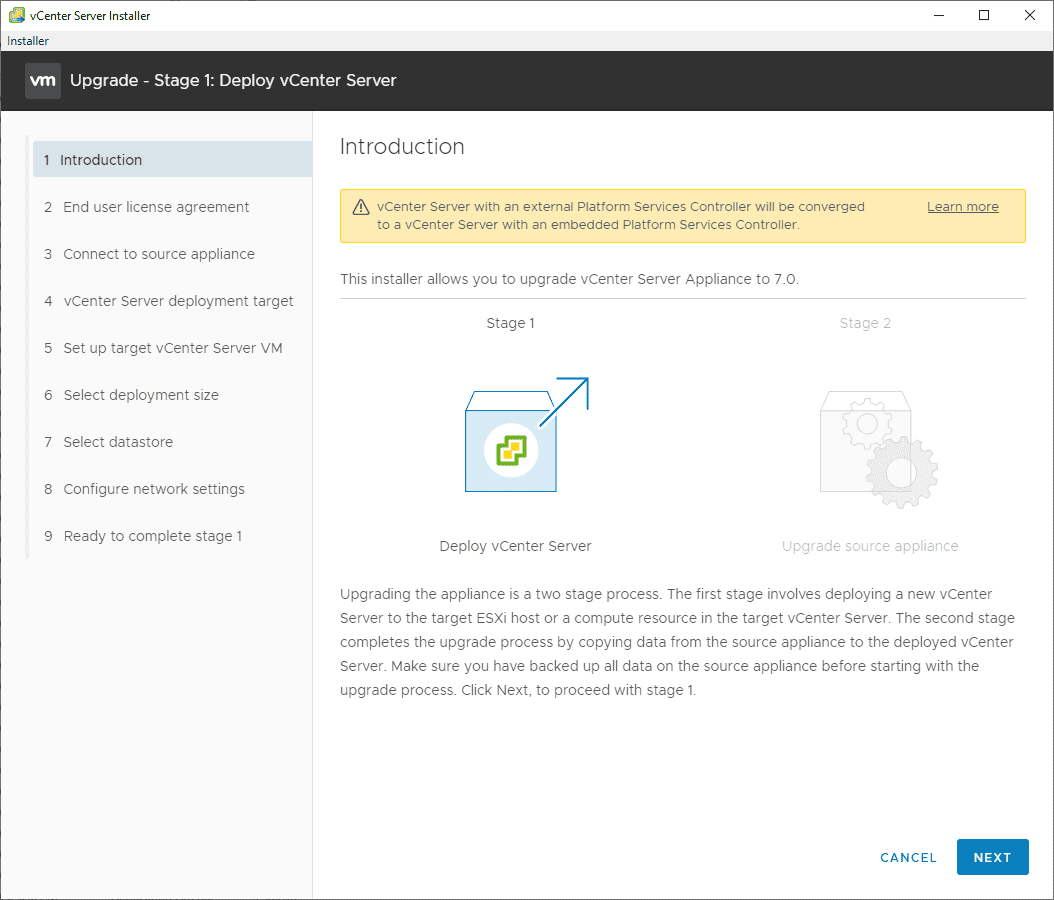 vCenter Server Installer
Installer
vm Upgrade - Stage 1: Deploy vCenter Server
1 Introduction
2 End user license agreement
3 Connect to source appliance
4 vCenter Server deployment target
5 Set up target vCenter Server VM
6 Select deployment size
7 Select datastore
8 Configure network settings
9 Ready to complete stage 1
Introduction
vCenter Server with an external Platform Services Controller will be converged
to a vCenter Server with an embedded Platform Services Controller.
Learn more
This installer allows you to upgrade vCenter Server Appliance to 7.0.
Stage 1
Stage 2
Deploy vCenter Server
Upgrade source appliance
Upgrading the appliance is a two stage process. The first stage involves deploying a new vCenter
Server to the target ESXi host or a compute resource in the target vCenter Server. The second stage
completes the upgrade process by copying data from the source appliance to the deployed vCenter
Server. Make sure you have backed up all data on the source appliance before starting with the
upgrade process. Click Next, to proceed with stage 1.
CANCEL
NEXT